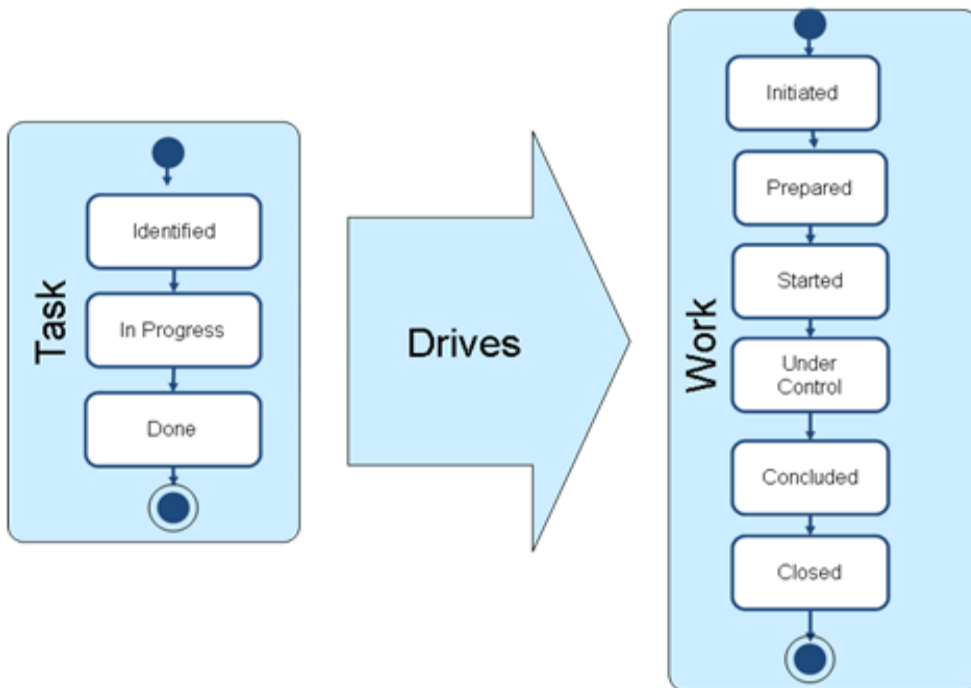 Task
Identified
In Progress
Done
Drives
Work
Initiated
Prepared
Started
Under
Control
Concluded
Closed